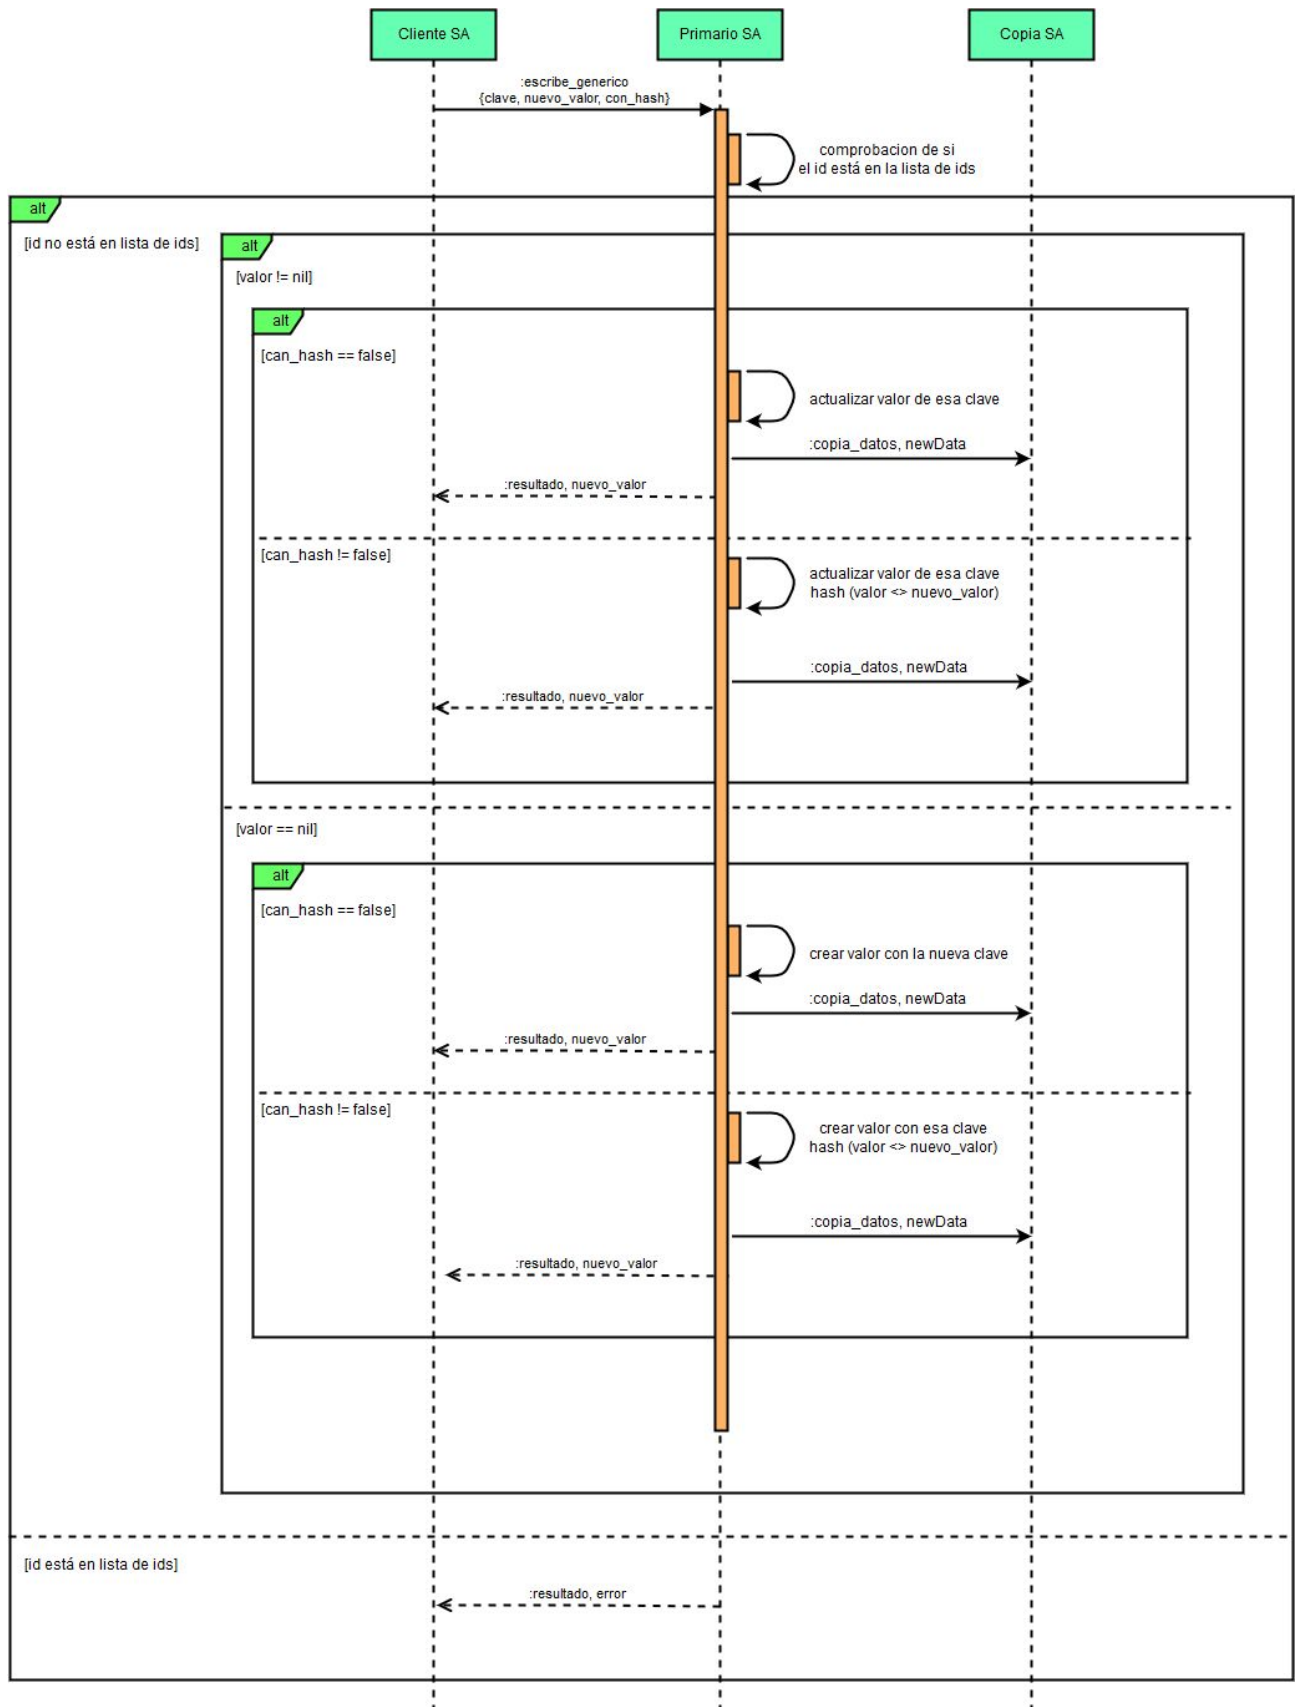 Cliente SA
Primario SA
Copia SA
:escribe_generico
{clave, nuevo_valor, con_hash}
comprobacion de si
el id está en la lista de ids
alt
[id no está en lista de ids]
alt
[valor != nil]
alt
[can_hash == false]
actualizar valor de esa clave
:copia_datos, newData
:resultado, nuevo_valor
[can_hash != false]
actualizar valor de esa clave
hash (valor <> nuevo_valor)
:copia_datos, newData
:resultado, nuevo_valor
[valor == nil]
alt
[can_hash == false]
crear valor con la nueva clave
:copia_datos, newData
:resultado, nuevo_valor
[can_hash != false]
crear valor con esa clave
hash (valor <> nuevo_valor)
:copia_datos, newData
:resultado, nuevo_valor
[id está en lista de ids]
:resultado, error